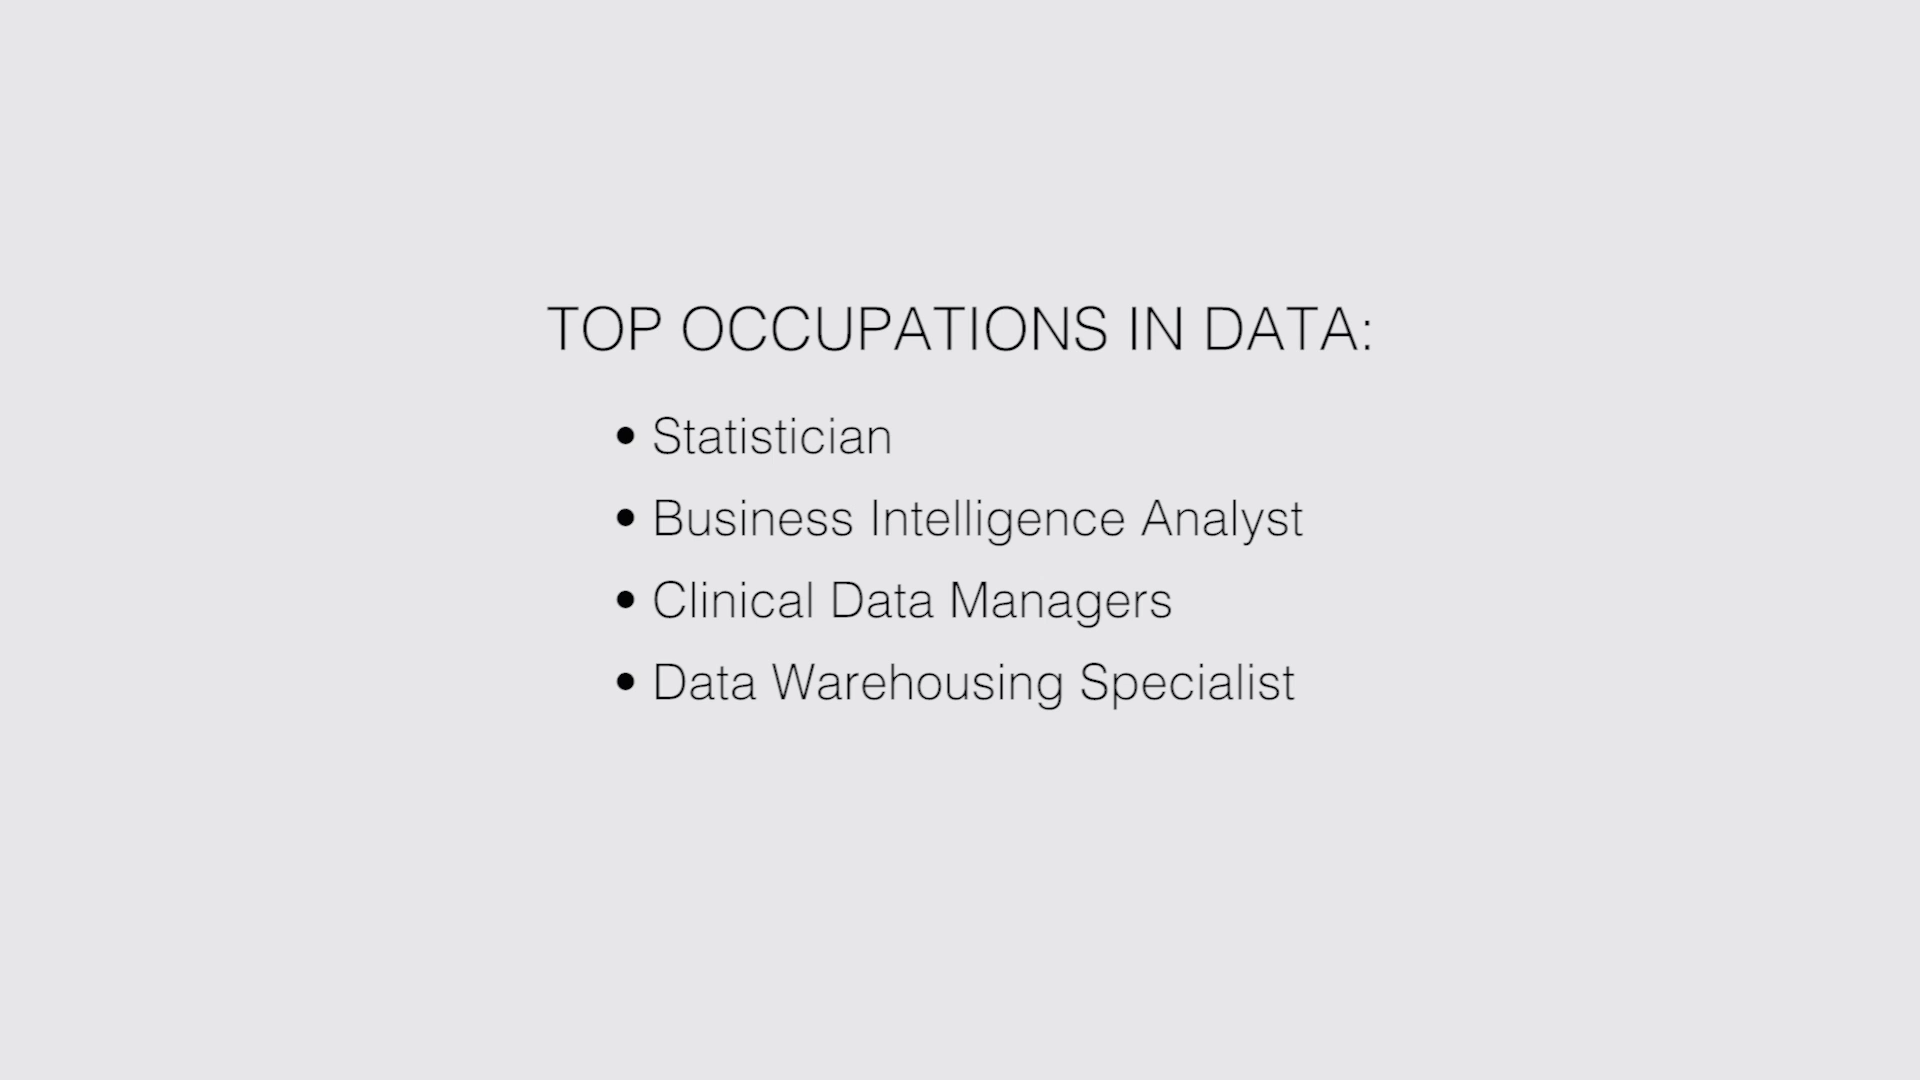 TOP OCCUPATIONS IN DATA:
• Statistician
• Business Intelligence Analyst
• Clinical Data Managers
• Data Warehousing Specialist